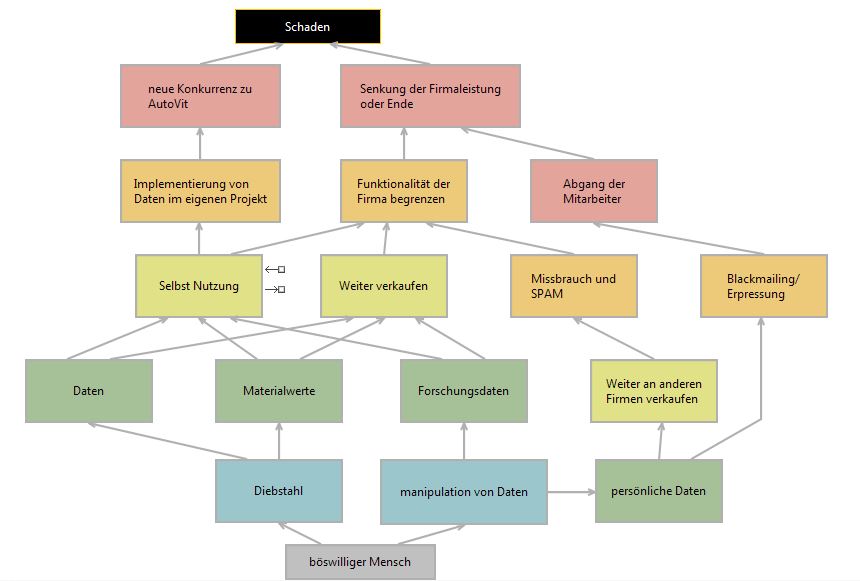 Schaden
neue Konkurrenz zu
AutoVit
Senkung der Firmaleistung
oder Ende
Implementierung von
Daten im eigenen Projekt
Funktionalität der
Firma begrenzen
Abgang der
Mitarbeiter
Selbst Nutzung
Weiter verkaufen
Missbrauch und
SPAM
Blackmailing/
Erpressung
Daten
Materialwerte
Forschungsdaten
Weiter an anderen
Firmen verkaufen
Diebstahl
manipulation von Daten
persönliche Daten
böswilliger Mensch